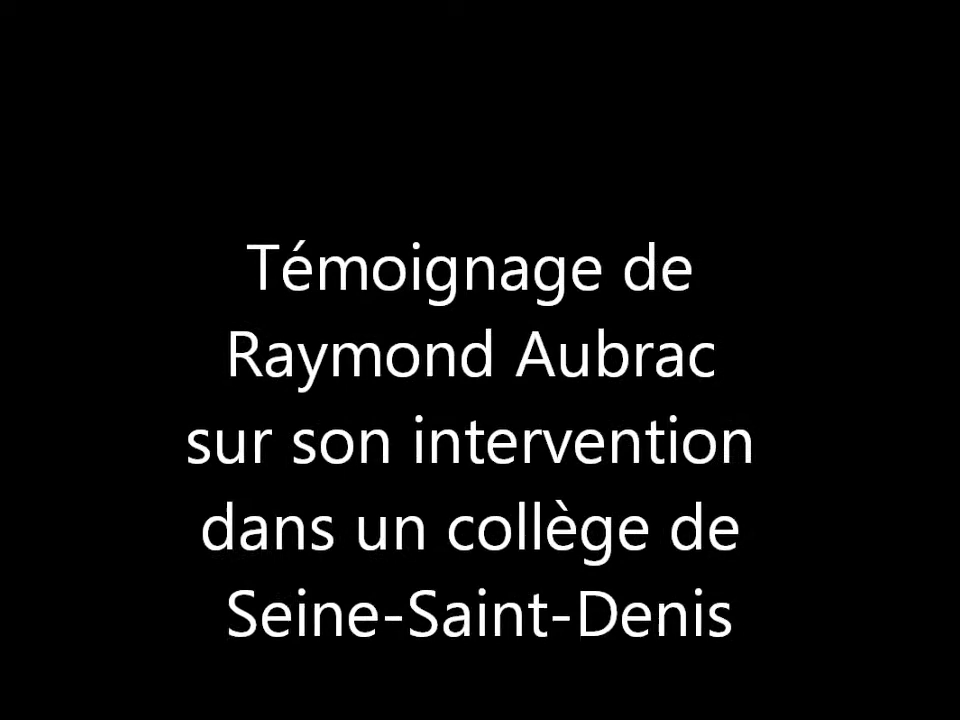 Témoignage de
Raymond Aubrac
sur son intervention
dans un collège de
Seine-Saint-Denis